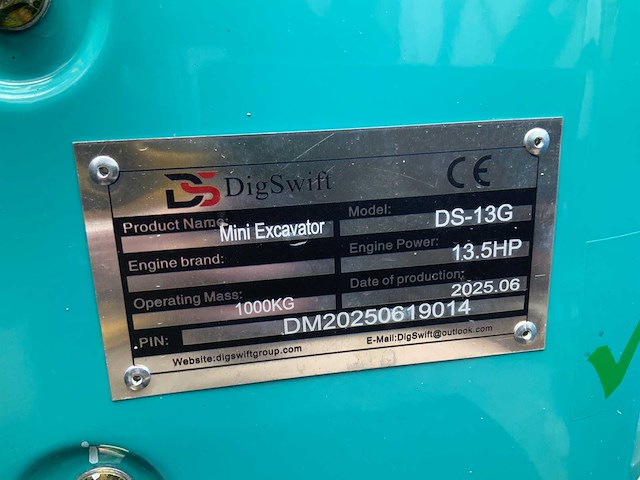 DS DigSwift CE
Product Name: Mini Excavator
Model: DS-13G
Engine brand:
Engine Power: 13.5HP
Operating Mass: 1000KG
Date of production: 2025.06
PIN: DM20250619014
Website:digswiftgroup.com
E-Mail:DigSwift@outlook.com